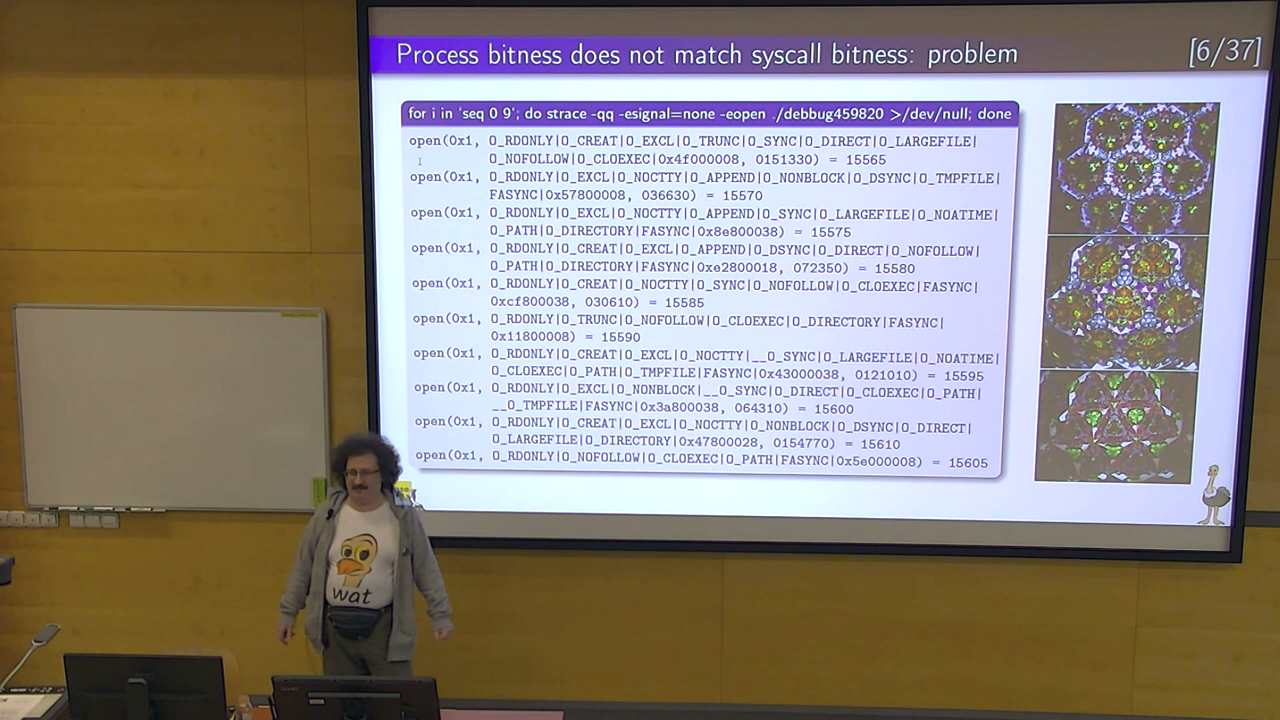 Process bitness does not match syscall bitness: problem
[6/37]
for i in 'seq 0 9'; do strace -qq -esignal=none -eopen ./debbug459820 >/dev/null; done
open(0x1, O_RDONLY|O_CREAT|O_EXCL|O_TRUNC|O_SYNC|O_DIRECT|O_LARGEFILE|
O_NOFOLLOW|O_CLOEXEC|0x4f000008, 0151330) = 15565
open(0x1, O_RDONLY|O_EXCL|O_NOCTTY|O_APPEND|O_NONBLOCK|O_DSYNC|O_TMPFILE|
FASYNC|0x57800008, 036630) = 15570
open(0x1, O_RDONLY|O_EXCL|O_NOCTTY|O_APPEND|O_SYNC|O_LARGEFILE|O_NOATIME|
O_PATH|O_DIRECTORY|FASYNC|0x8e800038) = 15575
open(0x1, O_RDONLY|O_CREAT|O_EXCL|O_APPEND|O_DSYNC|O_DIRECT|O_NOFOLLOW|
O_PATH|O_DIRECTORY|FASYNC|0xe2800018, 072350) = 15580
open(0x1, O_RDONLY|O_CREAT|O_NOCTTY|O_SYNC|O_NOFOLLOW|O_CLOEXEC|FASYNC|
0xcf800038, 030610) = 15585
open(0x1, O_RDONLY|O_TRUNC|O_NOFOLLOW|O_CLOEXEC|O_DIRECTORY|FASYNC|
0x11800008) = 15590
open(0x1, O_RDONLY|O_CREAT|O_EXCL|O_NOCTTY|__O_SYNC|O_LARGEFILE|O_NOATIME|
O_CLOEXEC|O_PATH|O_TMPFILE|FASYNC|0x43000038, 0121010) = 15595
open(0x1, O_RDONLY|O_EXCL|O_NONBLOCK|__O_SYNC|O_DIRECT|O_CLOEXEC|O_PATH|
__O_TMPFILE|FASYNC|0x3a800038, 064310) = 15600
open(0x1, O_RDONLY|O_CREAT|O_EXCL|O_NOCTTY|O_NONBLOCK|O_DSYNC|O_DIRECT|
O_LARGEFILE|O_DIRECTORY|0x47800028, 0154770) = 15610
open(0x1, O_RDONLY|O_NOFOLLOW|O_CLOEXEC|O_PATH|FASYNC|0x5e000008) = 15605
wat